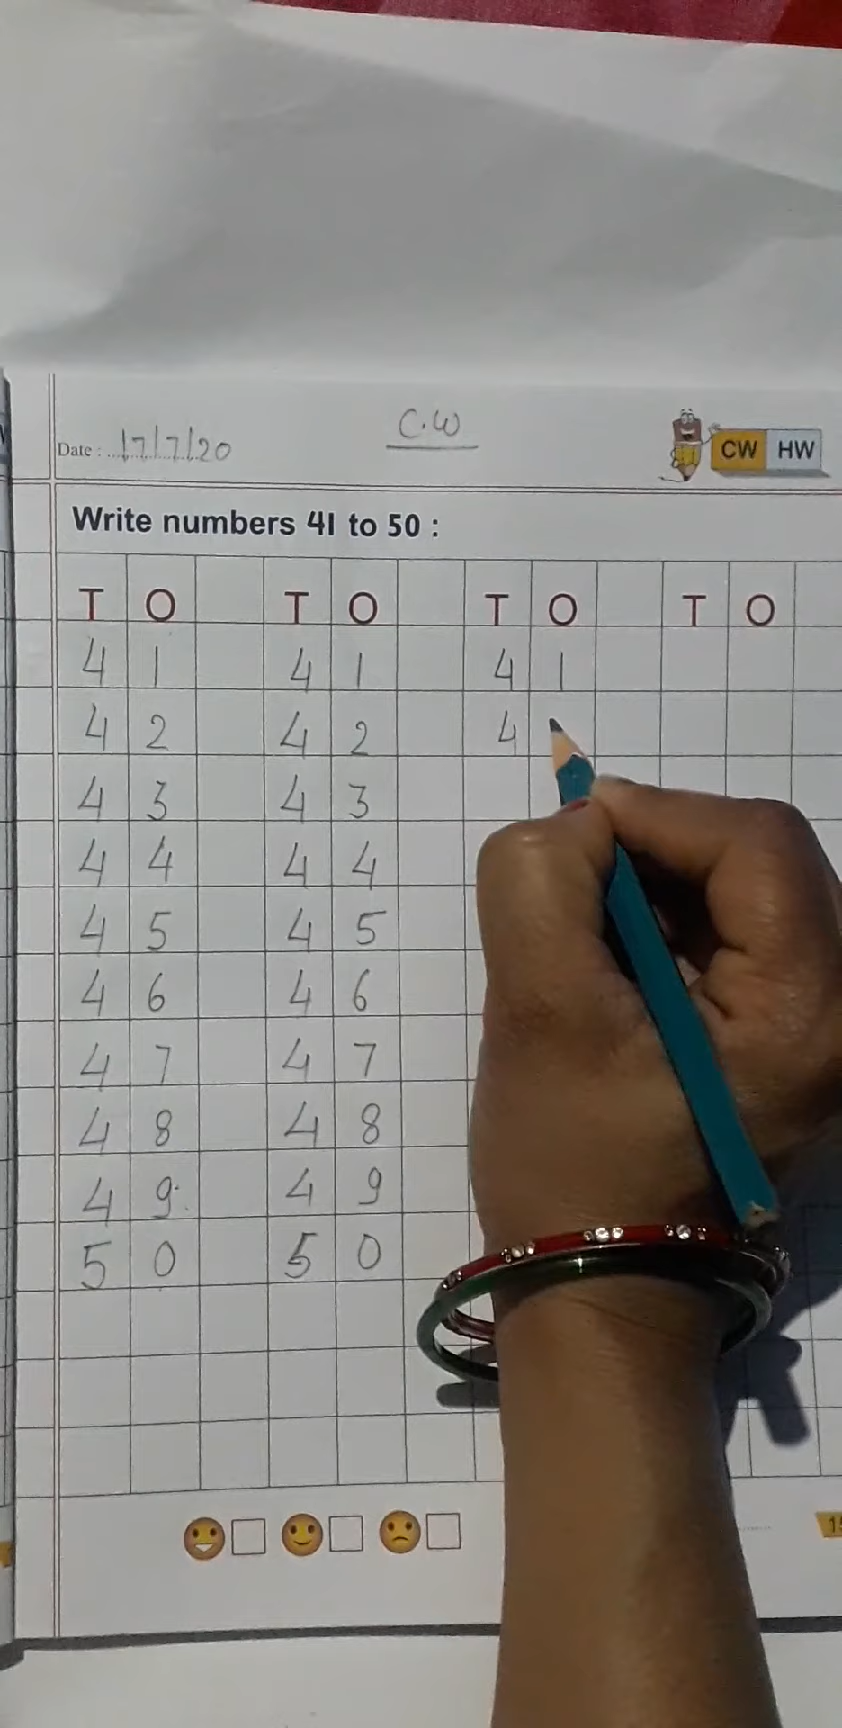 Date : 17/7/20 C.W CW HW
Write numbers 41 to 50 :
T O T O T O T O
4 1 4 1 4 1
4 2 4 2 4
4 3 4 3
4 4 4 4
4 5 4 5
4 6 4 6
4 7 4 7
4 8 4 8
4 9 4 9
5 0 5 0